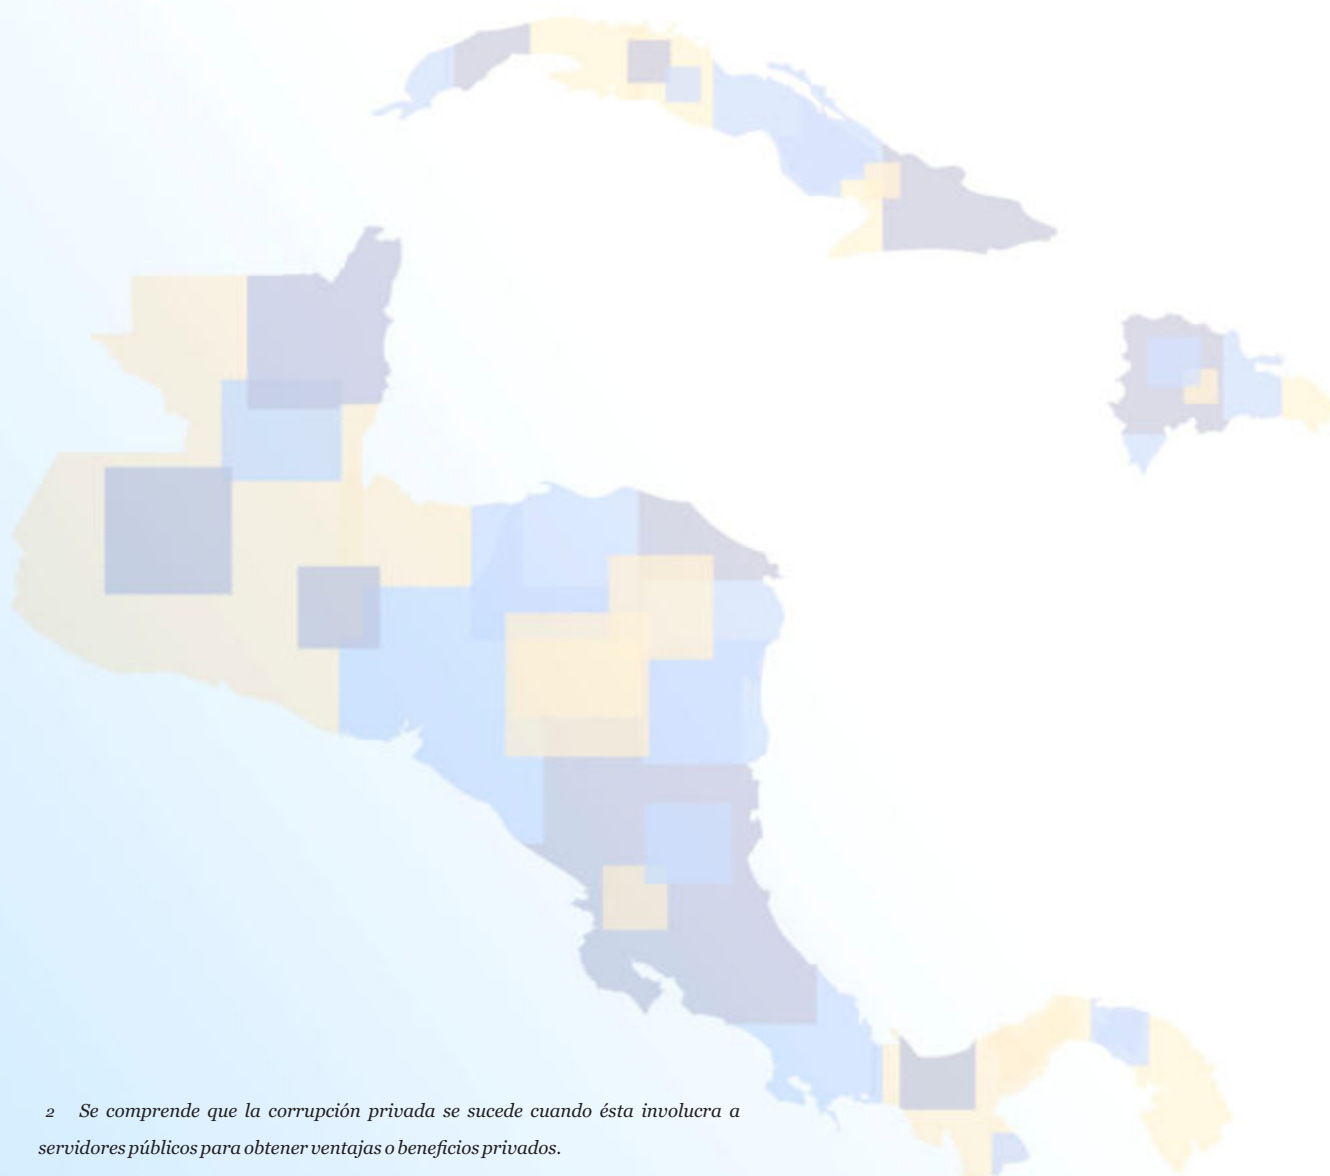 2 Se comprende que la corrupción privada se sucede cuando ésta involucra a
servidores públicos para obtener ventajas o beneficios privados.